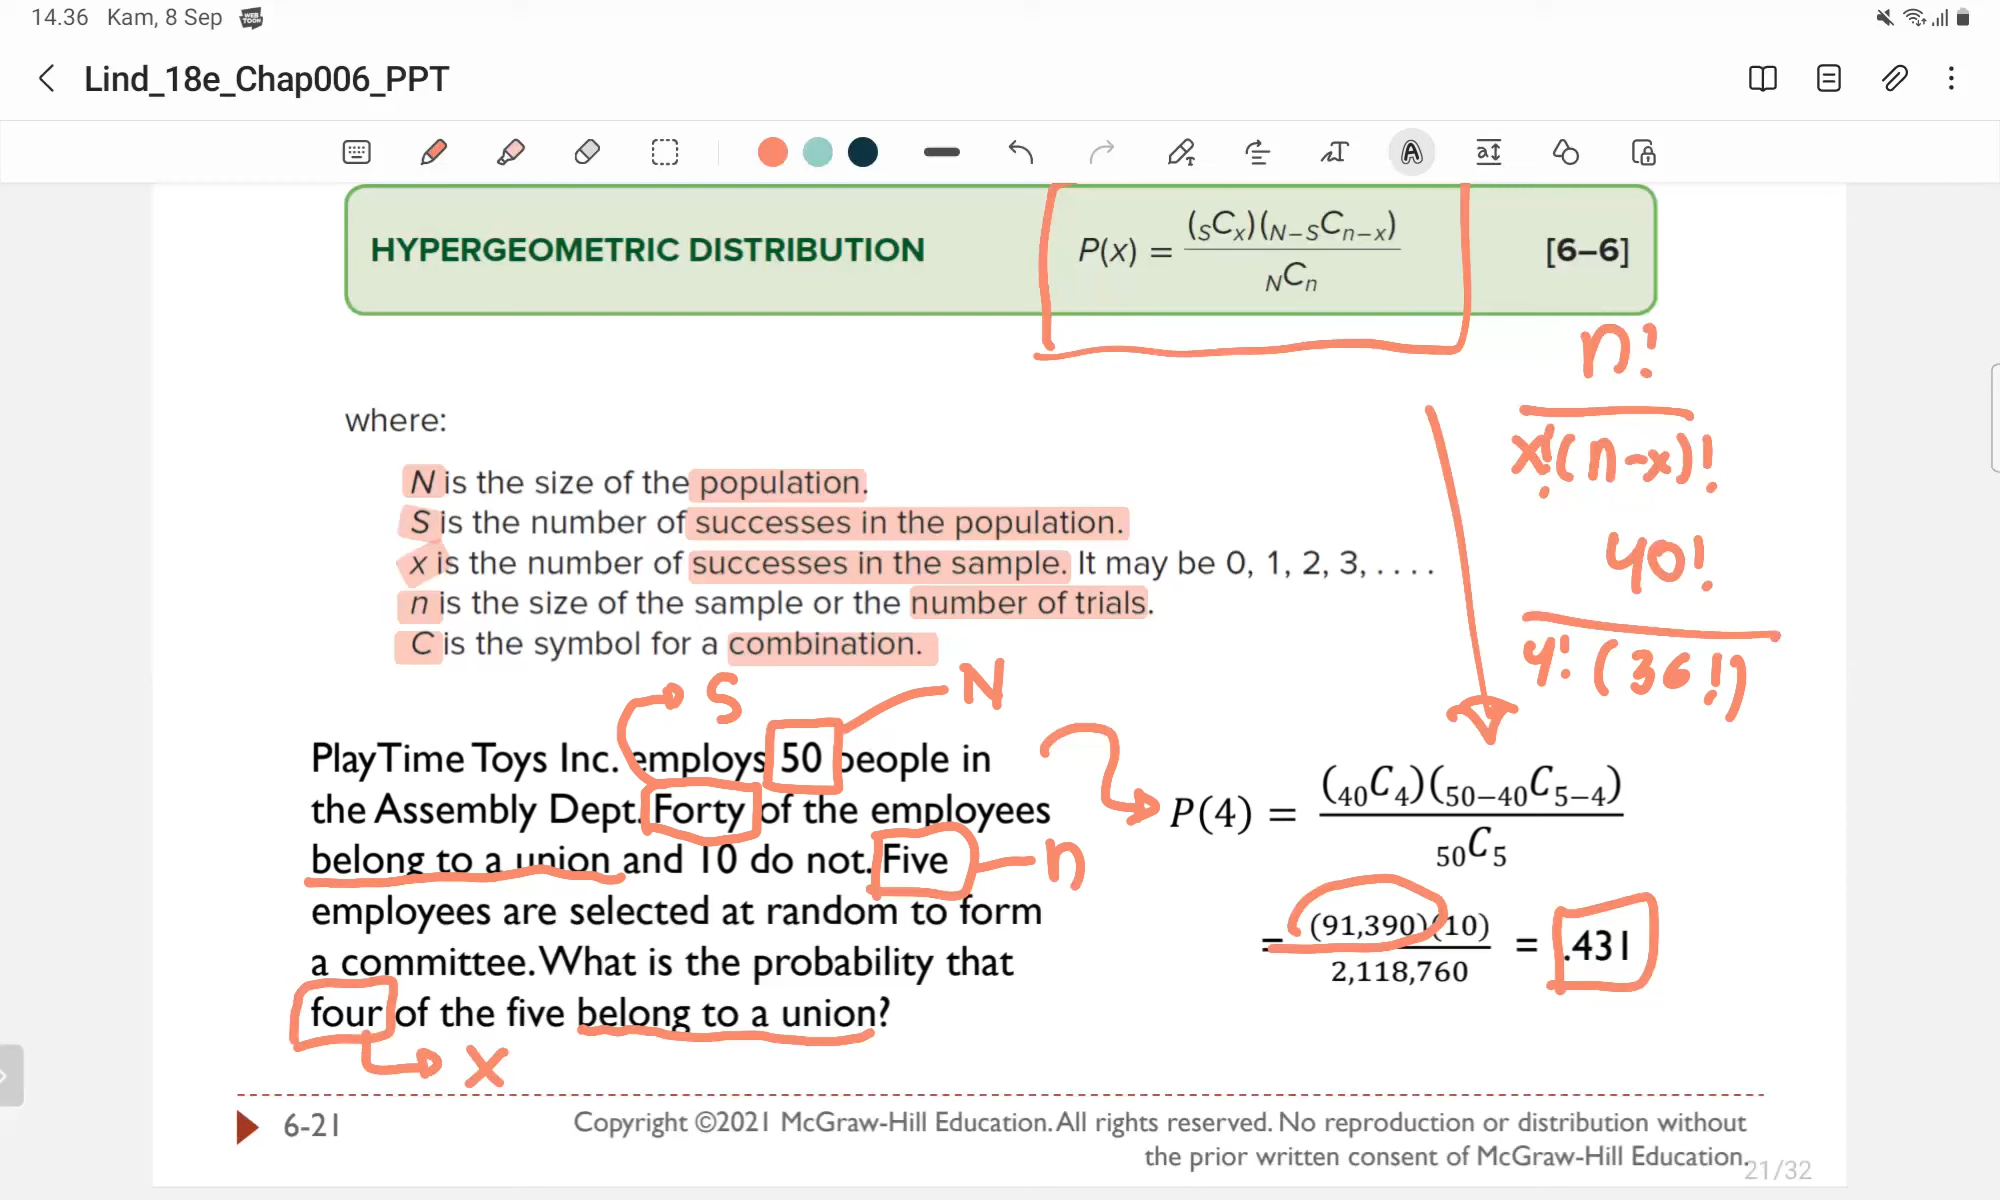 14.36 Kam, 8 Sep WEB TOON
Lind_18e_Chap006_PPT
HYPERGEOMETRIC DISTRIBUTION P(x) = (SCx)(N−SCn−x) / NCn [6–6]
n!
x!(n-x)!
where:
N is the size of the population.
S is the number of successes in the population.
x is the number of successes in the sample. It may be 0, 1, 2, 3, . . . .
n is the size of the sample or the number of trials.
C is the symbol for a combination.
40!
4! (36!)
S N
PlayTime Toys Inc. employs 50 people in
the Assembly Dept. Forty of the employees
belong to a union and 10 do not. Five
employees are selected at random to form
a committee. What is the probability that
four of the five belong to a union?
n
x
P(4) = (40C4)(50−40C5−4) / 50C5
= (91,390)(10) / 2,118,760 = .431
6-21
Copyright ©2021 McGraw-Hill Education. All rights reserved. No reproduction or distribution without
the prior written consent of McGraw-Hill Education.
21/32